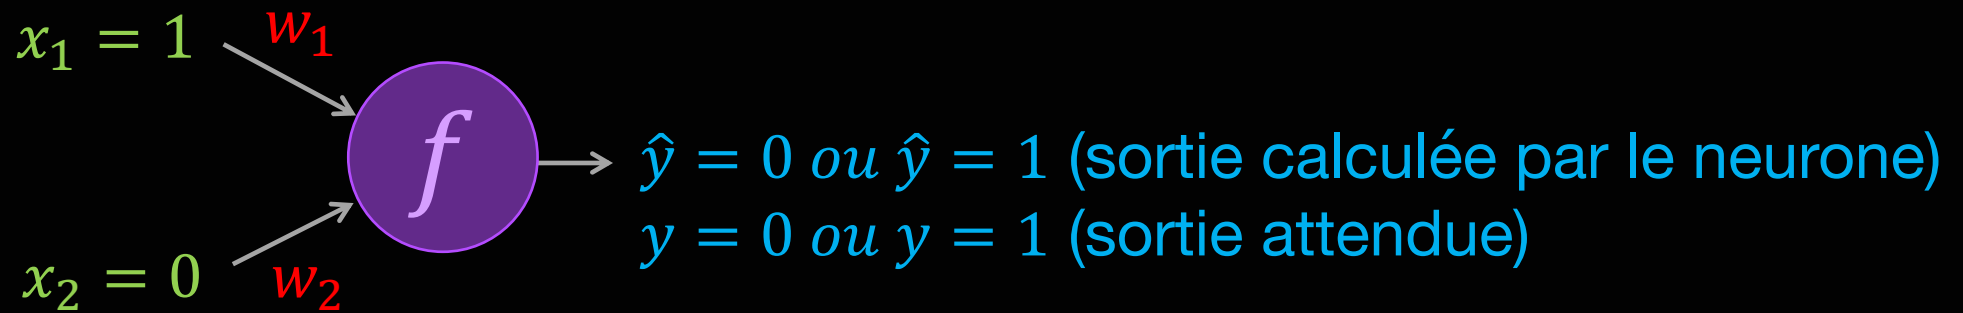 x₁ = 1
w₁
f
ŷ = 0 ou ŷ = 1 (sortie calculée par le neurone)
y = 0 ou y = 1 (sortie attendue)
x₂ = 0
w₂